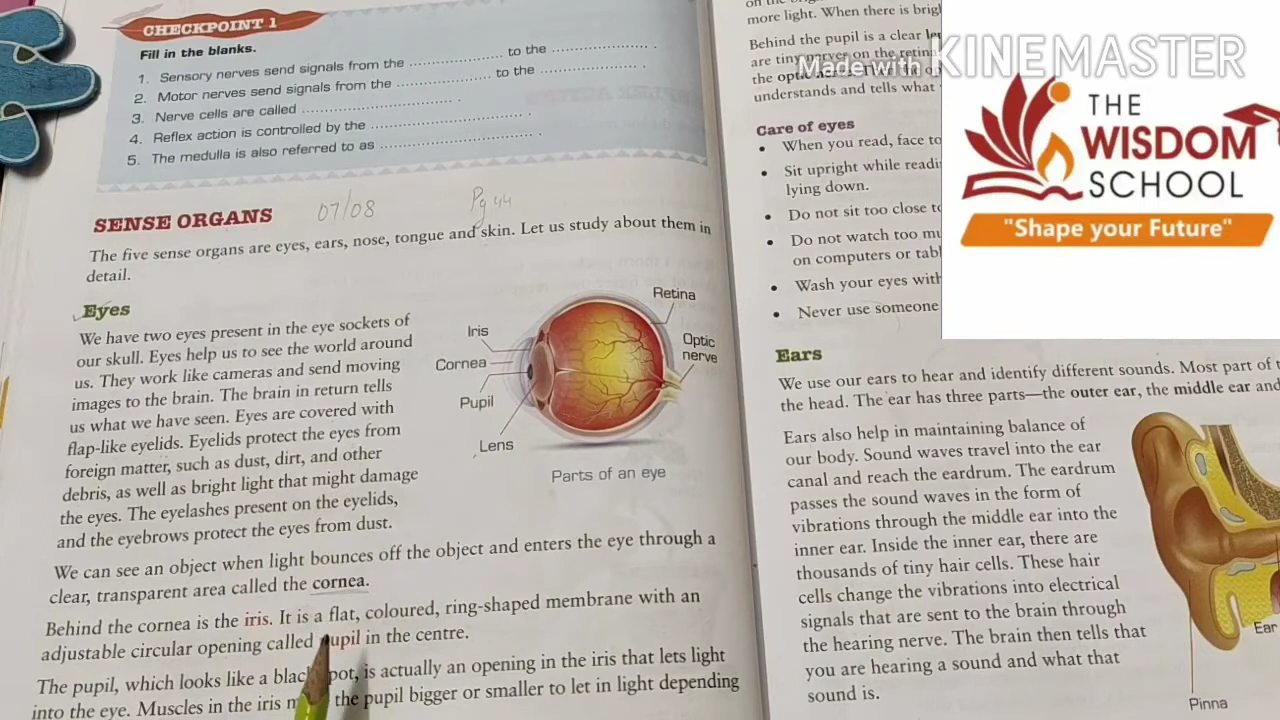 CHECKPOINT 1
Fill in the blanks.
1. Sensory nerves send signals from the .................... to the .................... .
2. Motor nerves send signals from the .................... to the .................... .
3. Nerve cells are called .............................. .
4. Reflex action is controlled by the .............................. .
5. The medulla is also referred to as .............................. .
SENSE ORGANS 07/08 Pg 44
The five sense organs are eyes, ears, nose, tongue and skin. Let us study about them in
detail.
Eyes
We have two eyes present in the eye sockets of
our skull. Eyes help us to see the world around
us. They work like cameras and send moving
images to the brain. The brain in return tells
us what we have seen. Eyes are covered with
flap-like eyelids. Eyelids protect the eyes from
foreign matter, such as dust, dirt, and other
debris, as well as bright light that might damage
the eyes. The eyelashes present on the eyelids,
and the eyebrows protect the eyes from dust.
Retina
Iris
Optic
nerve
Cornea
Pupil
Lens
Parts of an eye
We can see an object when light bounces off the object and enters the eye through a
clear, transparent area called the cornea.
Behind the cornea is the iris. It is a flat, coloured, ring-shaped membrane with an
adjustable circular opening called pupil in the centre.
The pupil, which looks like a black spot, is actually an opening in the iris that lets light
into the eye. Muscles in the iris the pupil bigger or smaller to let in light depending
more light. When there is
Behind the pupil is a clear
are tiny nerves on the retina
the
understands and tells what
Care of eyes
• When you read, face
• Sit upright while
lying down.
• Do not sit too close
• Do not watch too
on computers or
• Wash your eyes with
• Never use someone
Ears
We use our ears to hear and identify different sounds. Most part of
the head. The ear has three parts—the outer ear, the middle ear and
Ears also help in maintaining balance of
our body. Sound waves travel into the ear
canal and reach the eardrum. The eardrum
passes the sound waves in the form of
vibrations through the middle ear into the
inner ear. Inside the inner ear, there are
thousands of tiny hair cells. These hair
cells change the vibrations into electrical
signals that are sent to the brain through
the hearing nerve. The brain then tells that
you are hearing a sound and what that
sound is.
Ear
Pinna
Made with KINEMASTER
THE
WISDOM
SCHOOL
"Shape your Future"